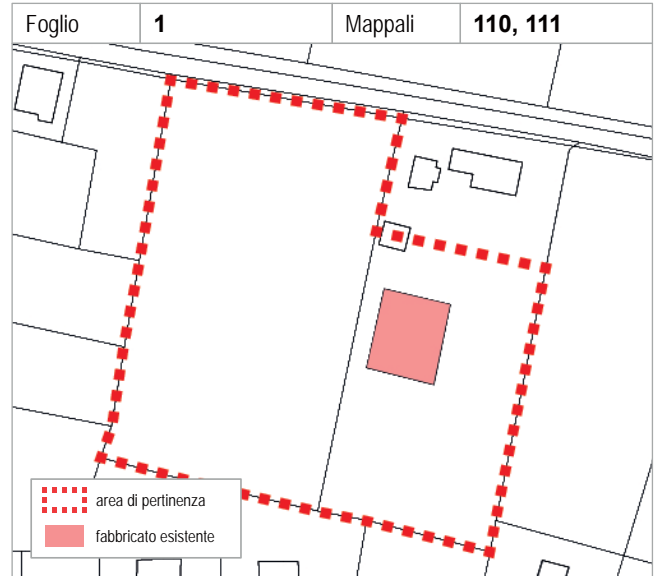 Foglio 1 Mappali 110, 111
area di pertinenza
fabbricato esistente